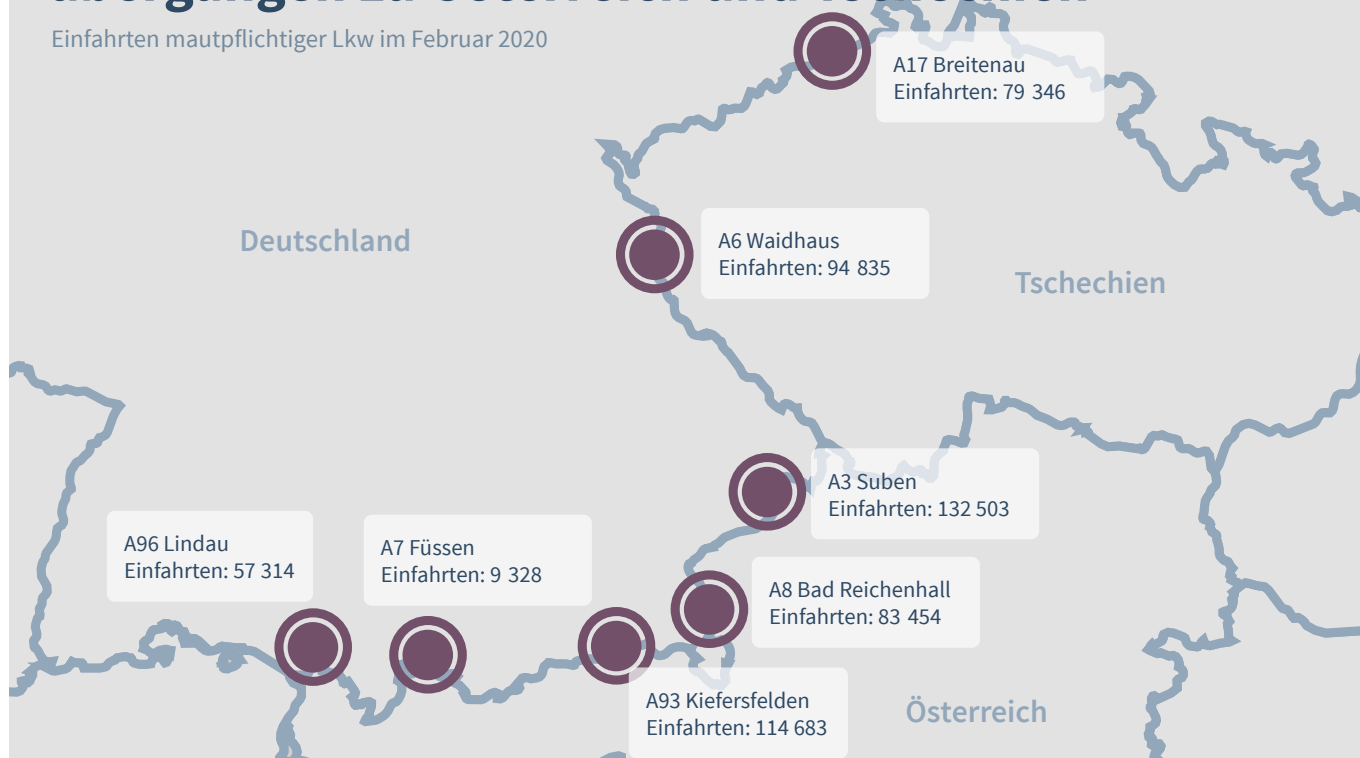 Einfahrten mautpflichtiger Lkw im Februar 2020
A17 Breitenau
Einfahrten: 79 346
Deutschland
A6 Waidhaus
Einfahrten: 94 835
Tschechien
A3 Suben
Einfahrten: 132 503
A96 Lindau
Einfahrten: 57 314
A7 Füssen
Einfahrten: 9 328
A8 Bad Reichenhall
Einfahrten: 83 454
A93 Kiefersfelden
Einfahrten: 114 683
Österreich